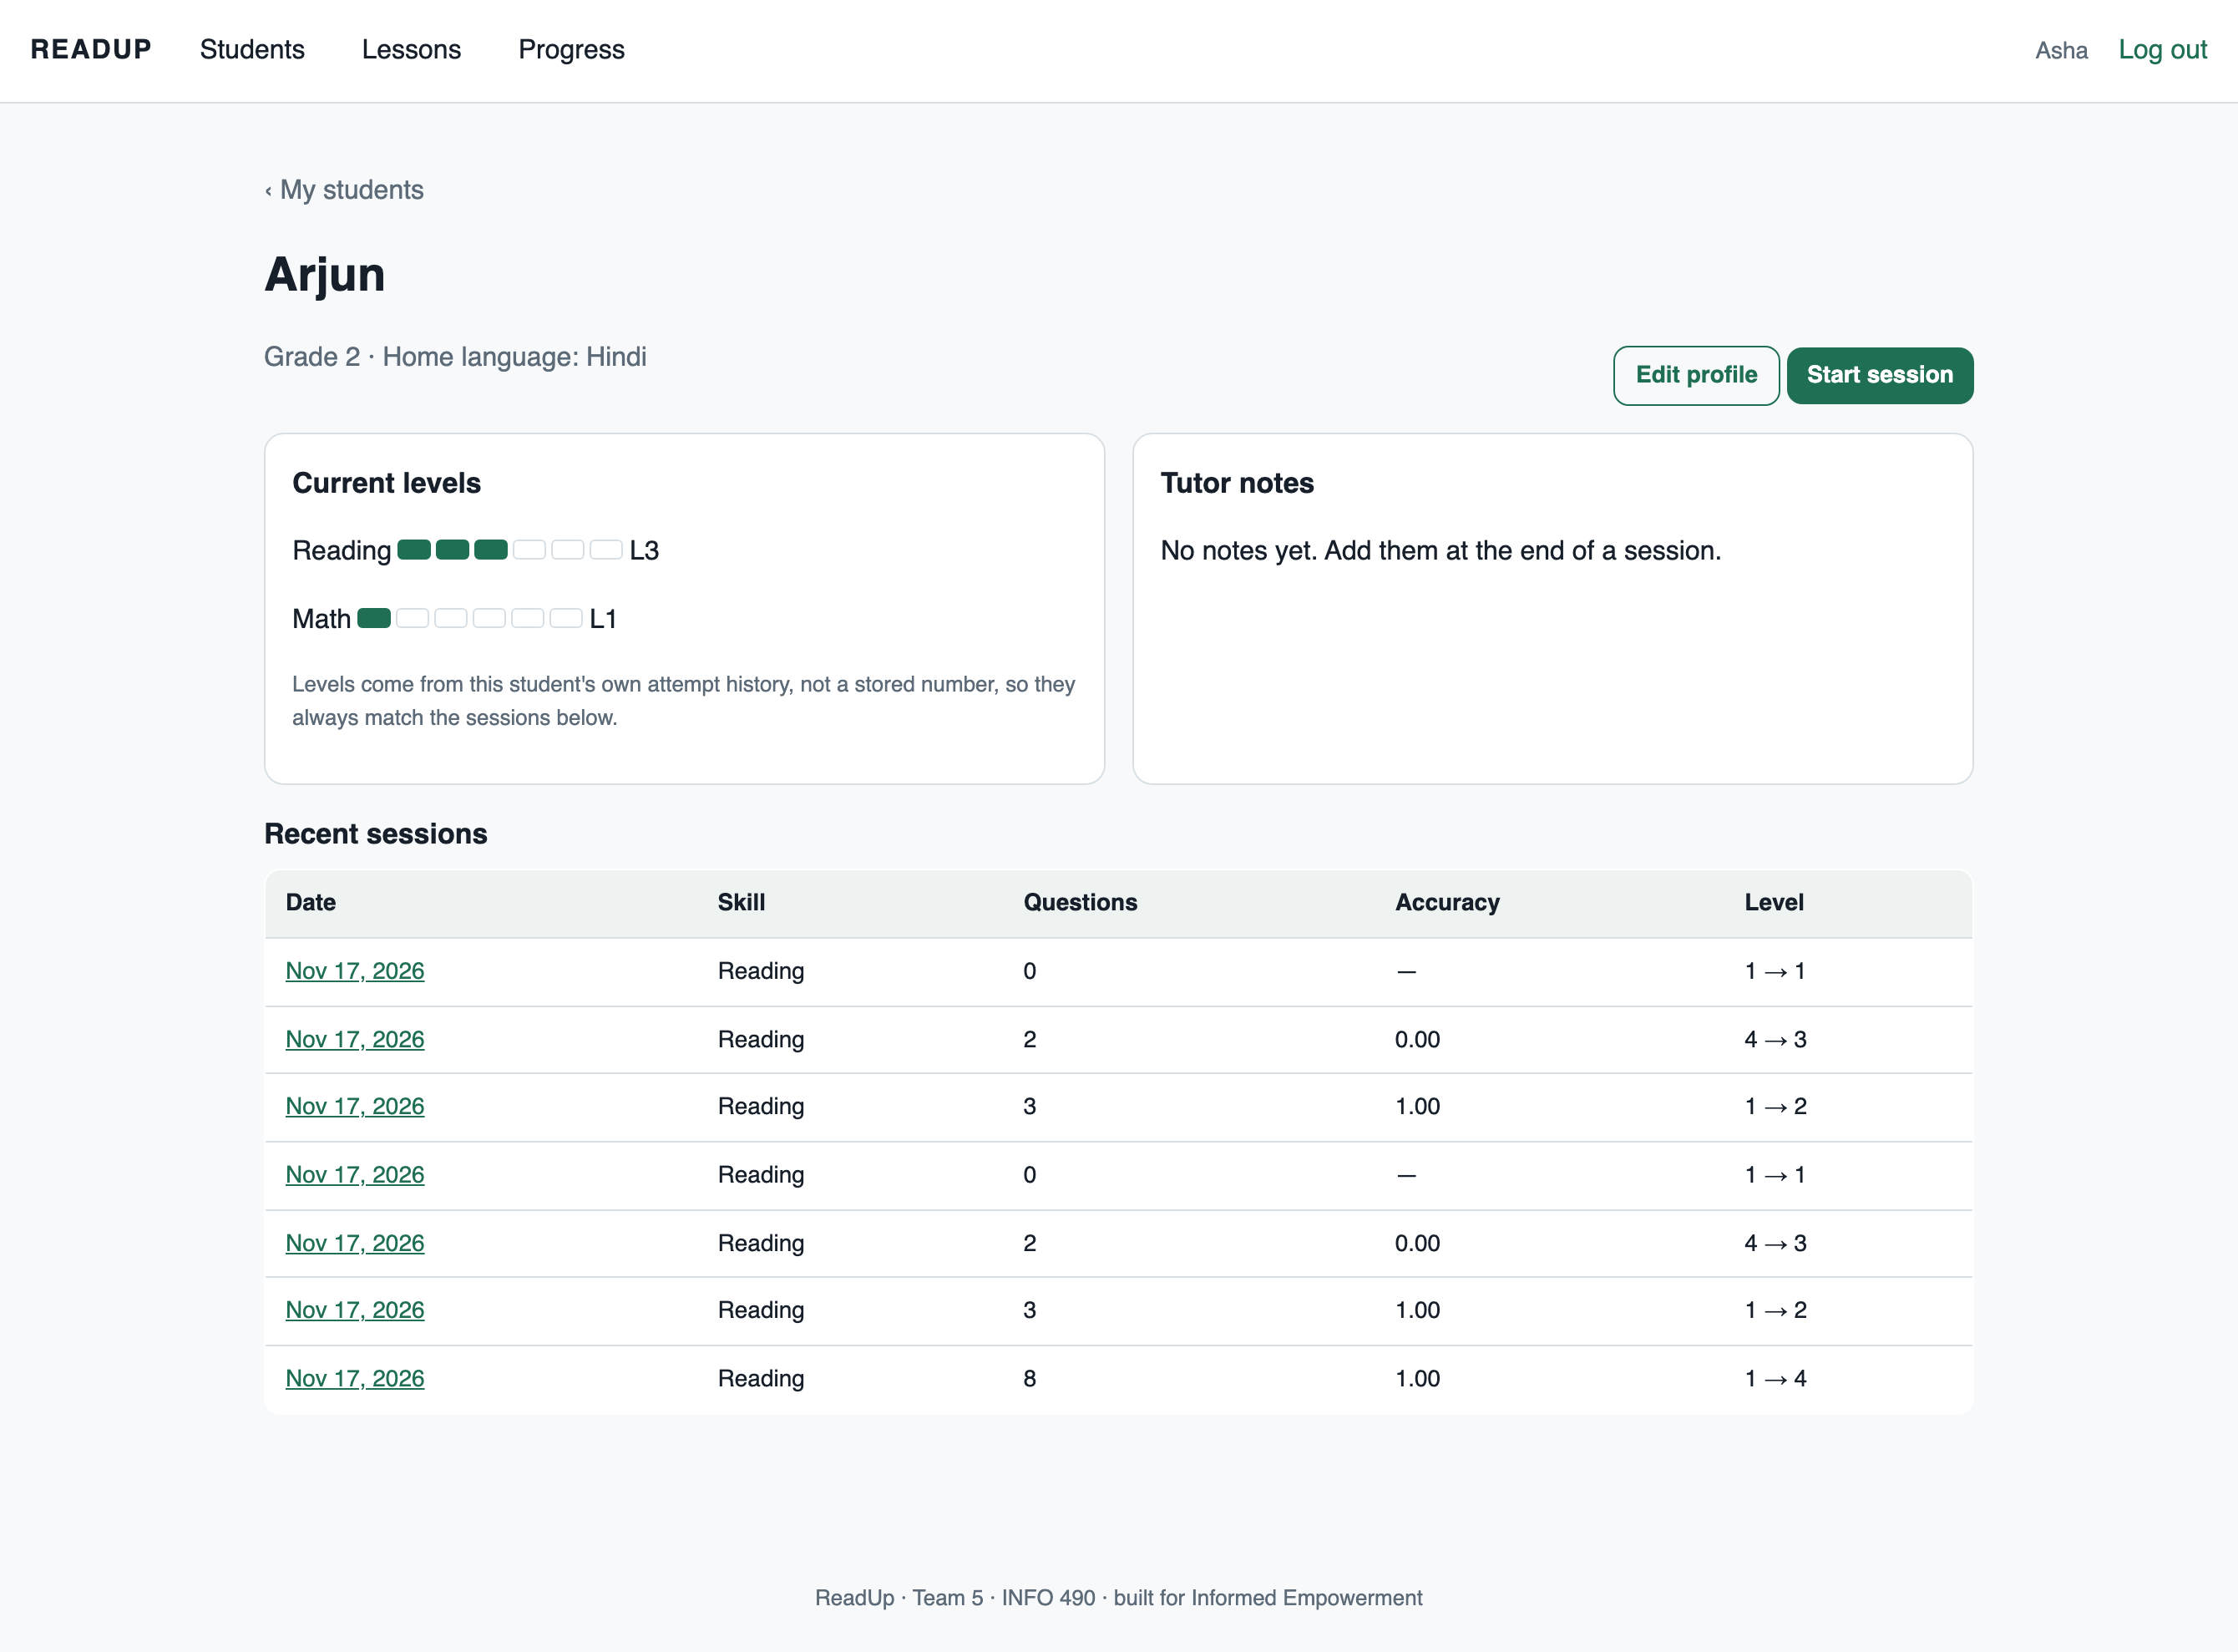 READUP Students Lessons Progress Asha Log out
‹ My students
Arjun
Grade 2 · Home language: Hindi
Edit profile Start session
Current levels
Reading L3
Math L1
Levels come from this student's own attempt history, not a stored number, so they
always match the sessions below.
Tutor notes
No notes yet. Add them at the end of a session.
Recent sessions
Date Skill Questions Accuracy Level
Nov 17, 2026 Reading 0 — 1 → 1
Nov 17, 2026 Reading 2 0.00 4 → 3
Nov 17, 2026 Reading 3 1.00 1 → 2
Nov 17, 2026 Reading 0 — 1 → 1
Nov 17, 2026 Reading 2 0.00 4 → 3
Nov 17, 2026 Reading 3 1.00 1 → 2
Nov 17, 2026 Reading 8 1.00 1 → 4
ReadUp · Team 5 · INFO 490 · built for Informed Empowerment